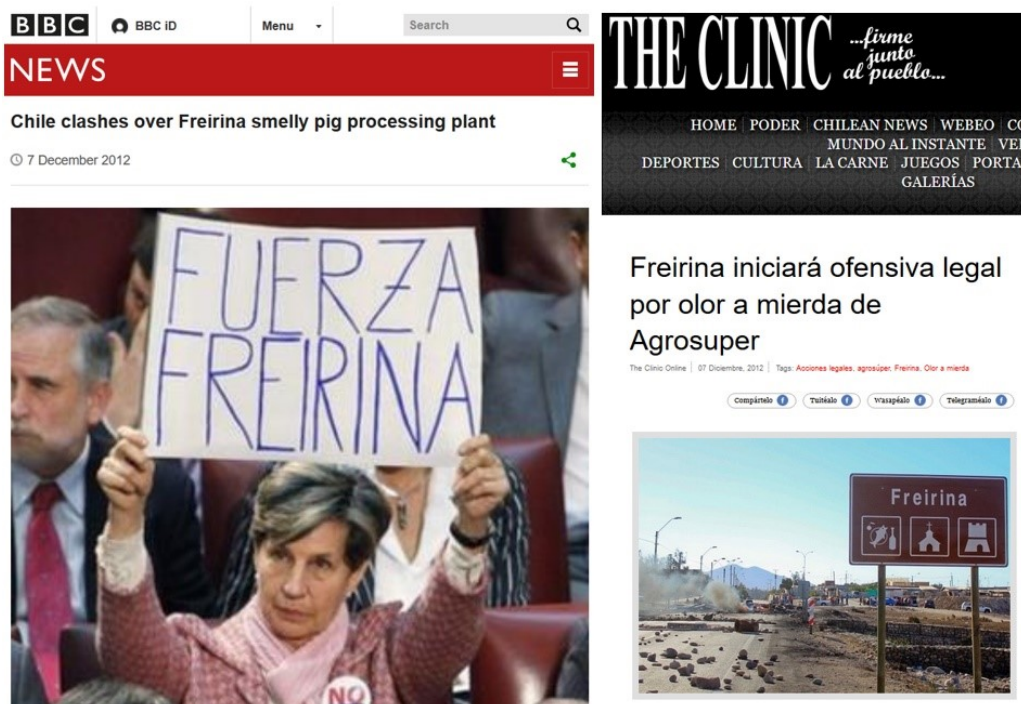 BBC
BBC iD
Menu
Search
NEWS
Chile clashes over Freirina smelly pig processing plant
7 December 2012
FUERZA
FREIRINA
NO
THE CLINIC
...firme
junto
al pueblo...
HOME PODER CHILEAN NEWS WEBEO
MUNDO AL INSTANTE
DEPORTES CULTURA LA CARNE JUEGOS
GALERÍAS
Freirina iniciará ofensiva legal
por olor a mierda de
Agrosuper
The Clinic Online 07 Diciembre, 2012 Tags: Acciones legales, agrosúper, Freirina, Olor a mierda
Compártelo Tuitéalo Wasapéalo Telegraméalo
Freirina